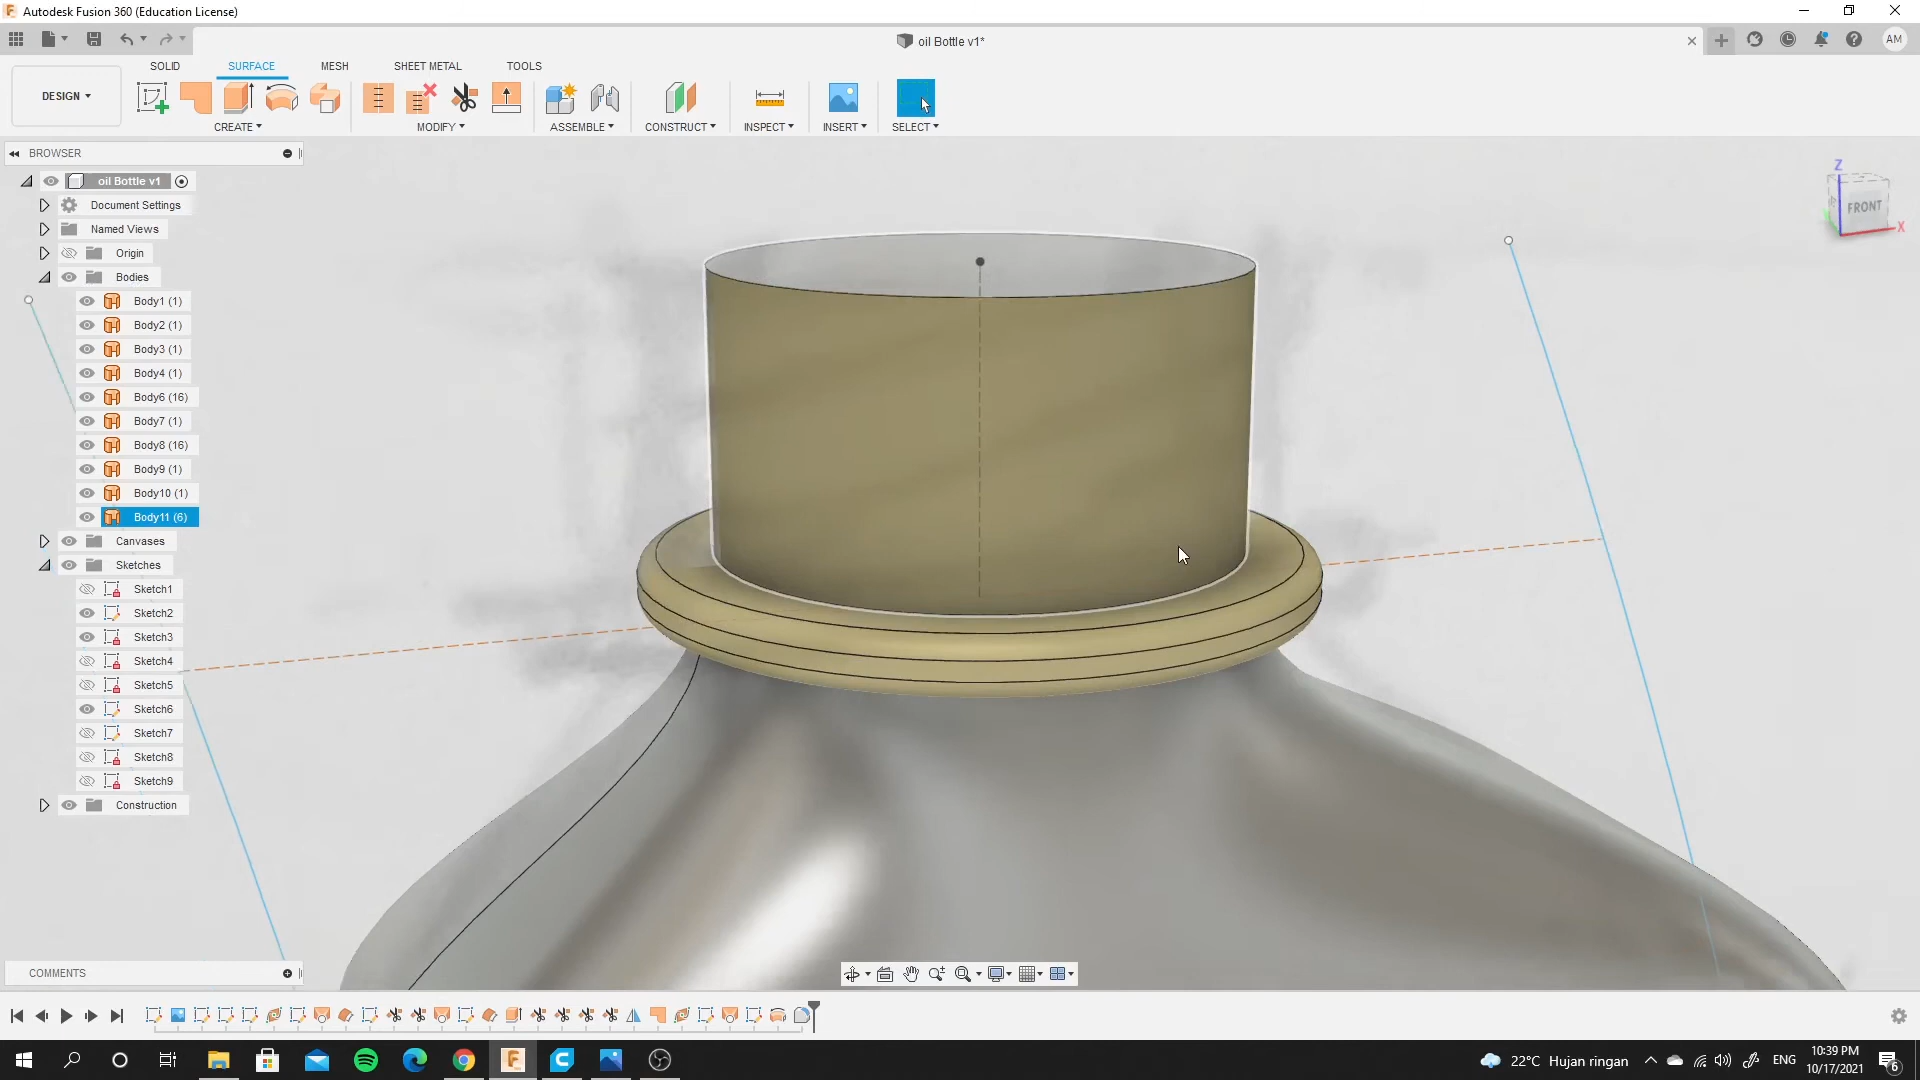 Autodesk Fusion 360 (Education License)
oil Bottle v1*
AM
SOLID SURFACE MESH SHEET METAL TOOLS
DESIGN
CREATE MODIFY ASSEMBLE CONSTRUCT INSPECT INSERT SELECT
BROWSER
oil Bottle v1
Document Settings
Named Views
Origin
Bodies
Body1 (1)
Body2 (1)
Body3 (1)
Body4 (1)
Body6 (16)
Body7 (1)
Body8 (16)
Body9 (1)
Body10 (1)
Body11 (6)
Canvases
Sketches
Sketch1
Sketch2
Sketch3
Sketch4
Sketch5
Sketch6
Sketch7
Sketch8
Sketch9
Construction
Z
FRONT
X
COMMENTS
22°C Hujan ringan
ENG
10:39 PM
10/17/2021
6